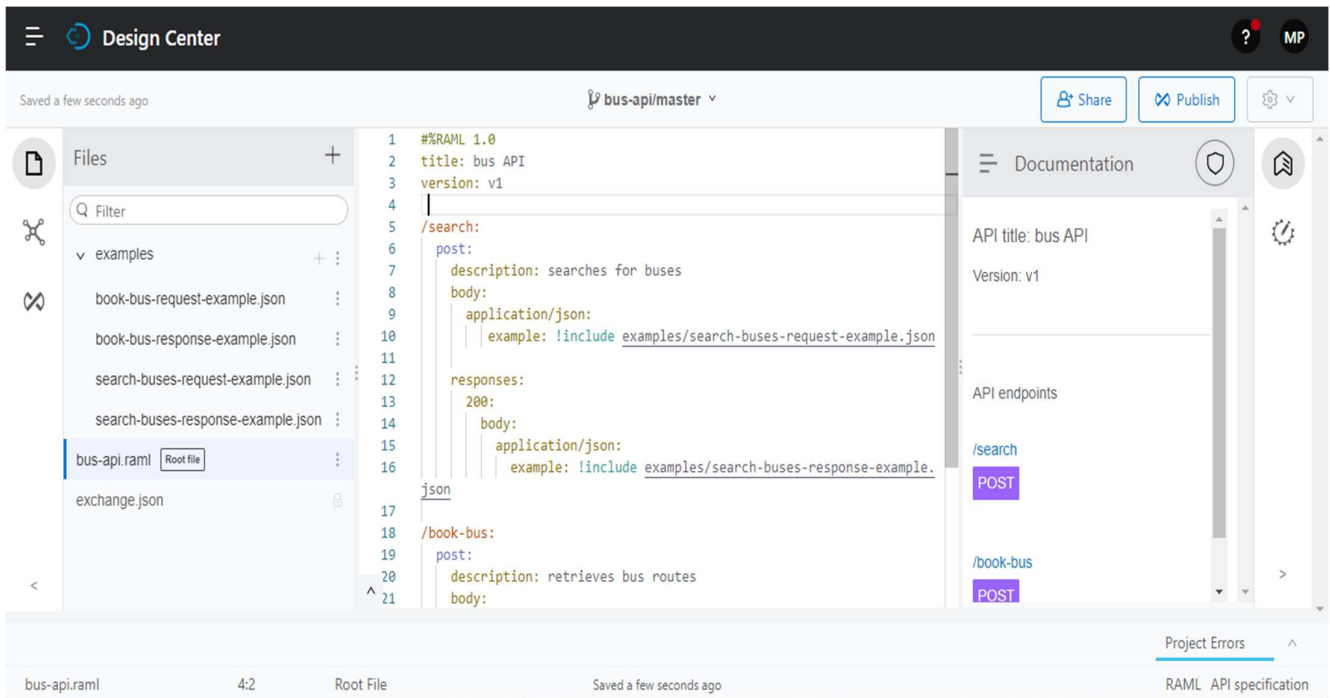 Design Center
?
MP
Saved a few seconds ago
bus-api/master
Share
Publish
Files
Filter
examples
book-bus-request-example.json
book-bus-response-example.json
search-buses-request-example.json
search-buses-response-example.json
bus-api.raml Root file
exchange.json
1 #%RAML 1.0
2 title: bus API
3 version: v1
4
5 /search:
6 post:
7 description: searches for buses
8 body:
9 application/json:
10 example: !include examples/search-buses-request-example.json
11
12 responses:
13 200:
14 body:
15 application/json:
16 example: !include examples/search-buses-response-example.
json
17
18 /book-bus:
19 post:
20 description: retrieves bus routes
21 body:
Documentation
API title: bus API
Version: v1
API endpoints
/search
POST
/book-bus
POST
Project Errors
bus-api.raml 4:2 Root File Saved a few seconds ago RAML API specification